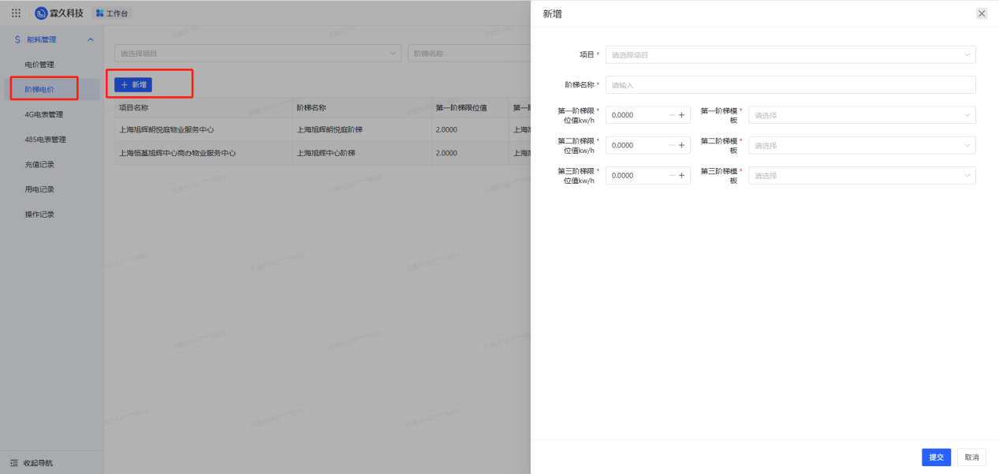 霖久科技 工作台
新增
能耗管理
电价管理
阶梯电价
4G电表管理
485电表管理
充值记录
用电记录
操作记录
收起导航
请选择项目 阶梯名称
+ 新增
项目名称 阶梯名称 第一阶梯限位值
上海旭辉朗悦庭物业服务中心 上海旭辉朗悦庭阶梯 2.0000
上海恒基旭辉中心商办物业服务中心 上海旭辉中心阶梯 2.0000
项目 * 请选择项目
阶梯名称 * 请输入
第一阶梯限 * 0.0000 第一阶梯模 * 请选择
位值kw/h 板
第二阶梯限 * 0.0000 第二阶梯模 * 请选择
位值kw/h 板
第三阶梯限 * 0.0000 第三阶梯模 * 请选择
位值kw/h 板
提交 取消